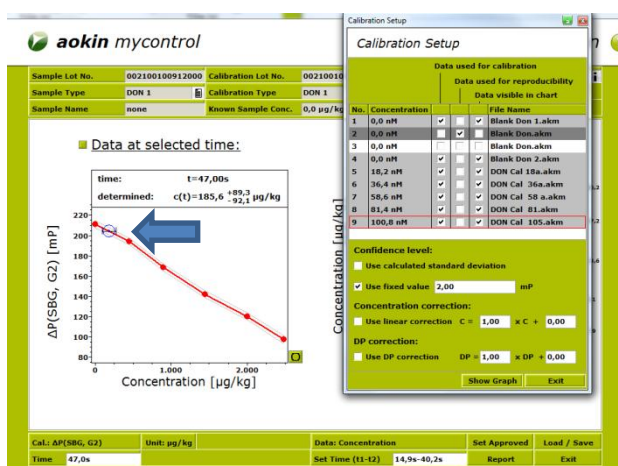 aokin mycontrol
n
Sample Lot No. 002100100912000 Calibration Lot No. 00210010
Sample Type DON 1 Calibration Type DON 1
Sample Name none Known Sample Conc. 0,0 µg/kg
Data at selected time:
time: t=47,00s
determined: c(t)=185,6 +89,3 -92,1 µg/kg
ΔP(SBG, G2) [mP]
220
200
180
160
140
120
100
80
0 1.000 2.000
Concentration [µg/kg]
Concentration [µg/kg]
Calibration Setup
Calibration Setup
Data used for calibration
Data used for reproducibility
Data visible in chart
No. Concentration File Name
1 0,0 nM Blank Don 1.akm
2 0,0 nM Blank Don.akm
3 0,0 nM Blank Don.akm
4 0,0 nM Blank Don 2.akm
5 18,2 nM DON Cal 18a.akm
6 36,4 nM DON Cal 36a.akm
7 58,6 nM DON Cal 58 a.akm
8 81,4 nM DON Cal 81.akm
9 100,8 nM DON Cal 105.akm
Confidence level:
Use calculated standard deviation
Use fixed value 2,00 mP
Concentration correction:
Use linear correction C = 1,00 x C + 0,00
DP correction:
Use DP correction DP = 1,00 x DP + 0,00
Show Graph Exit
Cal.: ΔP(SBG, G2) Unit: µg/kg Data: Concentration Set Approved Load / Save
Time 47,0s Set Time (t1-t2) 14,9s-40,2s Report Exit